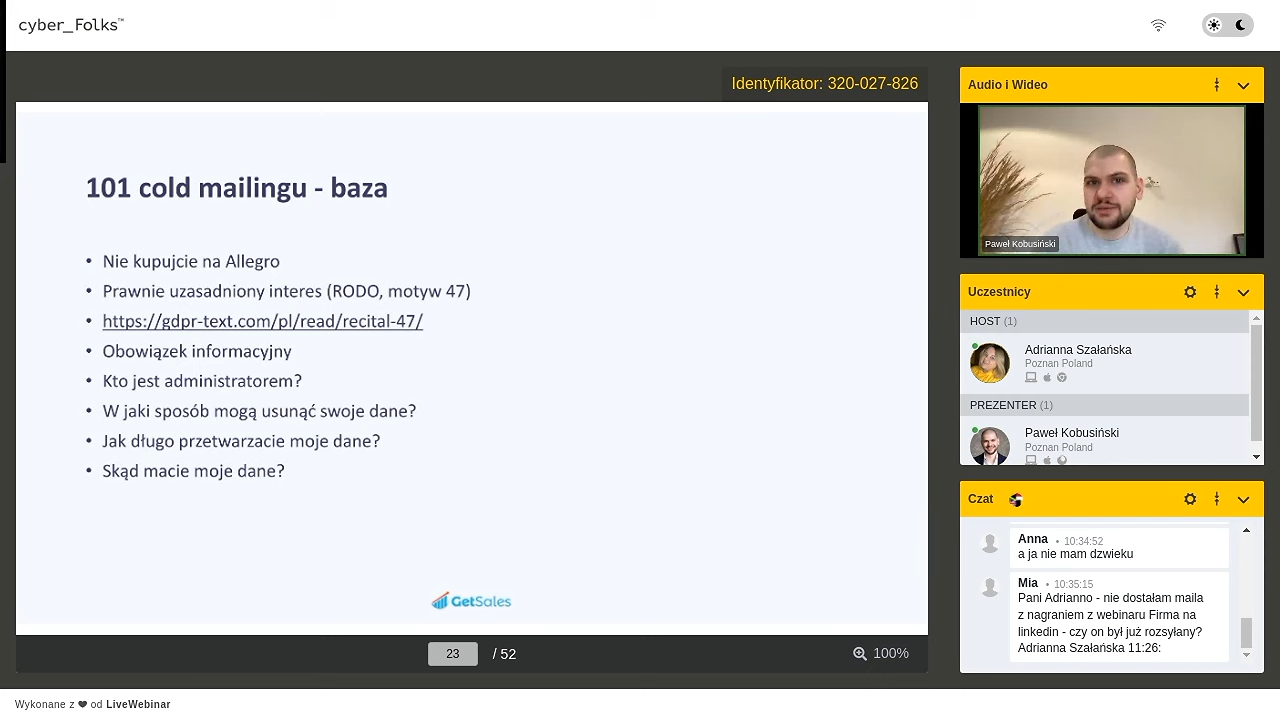 cyber_Folks™
Identyfikator: 320-027-826
101 cold mailingu - baza
• Nie kupujcie na Allegro
• Prawnie uzasadniony interes (RODO, motyw 47)
• https://gdpr-text.com/pl/read/recital-47/
• Obowiązek informacyjny
• Kto jest administratorem?
• W jaki sposób mogą usunąć swoje dane?
• Jak długo przetwarzacie moje dane?
• Skąd macie moje dane?
GetSales
23 / 52
100%
Audio i Wideo
Paweł Kobusiński
Uczestnicy
HOST (1)
Adrianna Szałańska
Poznan Poland
PREZENTER (1)
Paweł Kobusiński
Poznan Poland
Czat
Anna • 10:34:52
a ja nie mam dzwieku
Mia • 10:35:15
Pani Adrianno - nie dostałam maila
z nagraniem z webinaru Firma na
linkedin - czy on był już rozsyłany?
Adrianna Szałańska 11:26:
Wykonane z ❤ od LiveWebinar